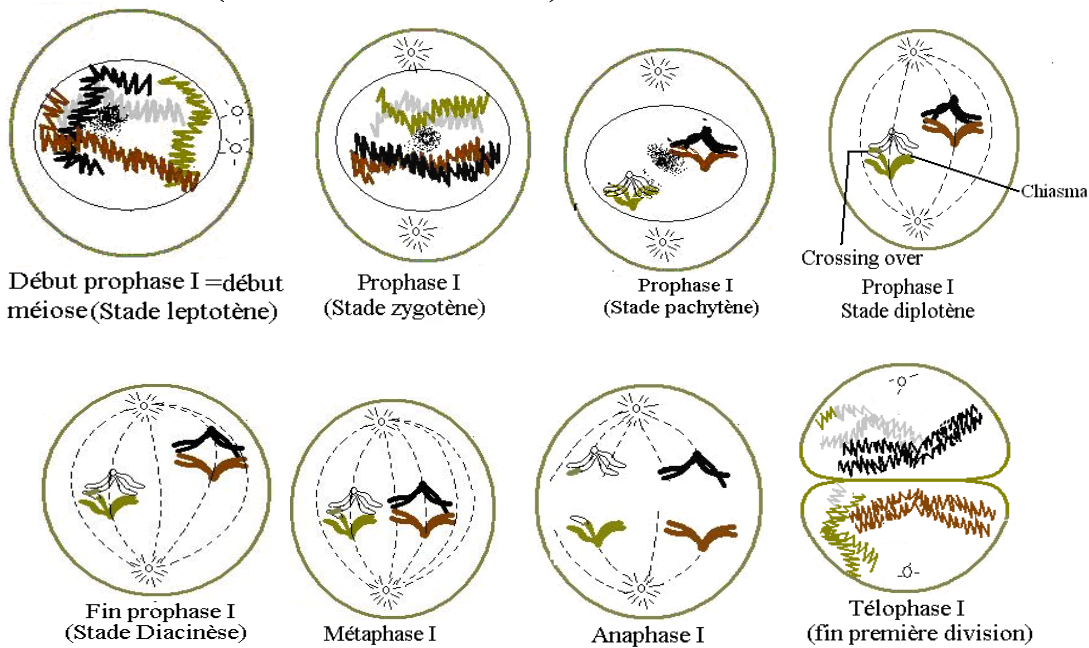 Début prophase I =début
méiose (Stade leptotène)
Prophase I
(Stade zygotène)
Prophase I
(Stade pachytène)
Chiasma
Crossing over
Prophase I
Stade diplotène
Fin prophase I
(Stade Diacinèse)
Métaphase I
Anaphase I
Télophase I
(fin première division)